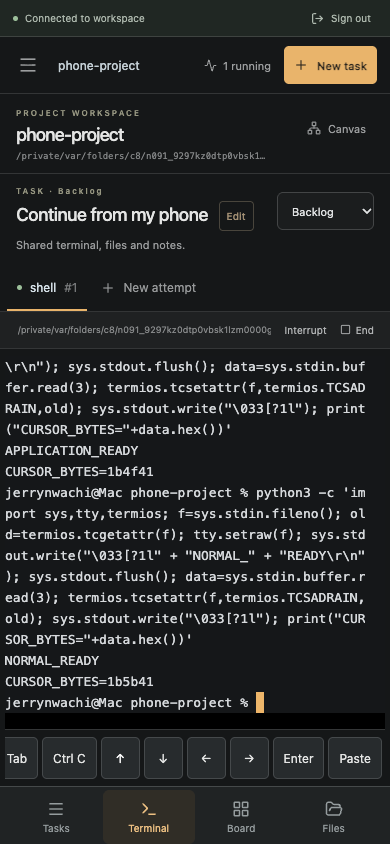 Connected to workspace
Sign out
phone-project
1 running
New task
PROJECT WORKSPACE
phone-project
/private/var/folders/c8/n091_9297kz0dtp0vbsk1…
Canvas
TASK · Backlog
Continue from my phone
Edit
Backlog
Shared terminal, files and notes.
shell #1
New attempt
/private/var/folders/c8/n091_9297kz0dtp0vbsk1lzm0000g
Interrupt
End
\r\n"); sys.stdout.flush(); data=sys.stdin.buf
fer.read(3); termios.tcsetattr(f,termios.TCSAD
RAIN,old); sys.stdout.write("\033[?1l"); print
("CURSOR_BYTES="+data.hex())'
APPLICATION_READY
CURSOR_BYTES=1b4f41
jerrynwachi@Mac phone-project % python3 -c 'im
port sys,tty,termios; f=sys.stdin.fileno(); ol
d=termios.tcgetattr(f); tty.setraw(f); sys.std
out.write("\033[?1l" + "NORMAL_" + "READY\r\n"
); sys.stdout.flush(); data=sys.stdin.buffer.r
ead(3); termios.tcsetattr(f,termios.TCSADRAIN,
old); sys.stdout.write("\033[?1l"); print("CUR
SOR_BYTES="+data.hex())'
NORMAL_READY
CURSOR_BYTES=1b5b41
jerrynwachi@Mac phone-project %
Tab
Ctrl C
↑
↓
←
→
Enter
Paste
Tasks
Terminal
Board
Files